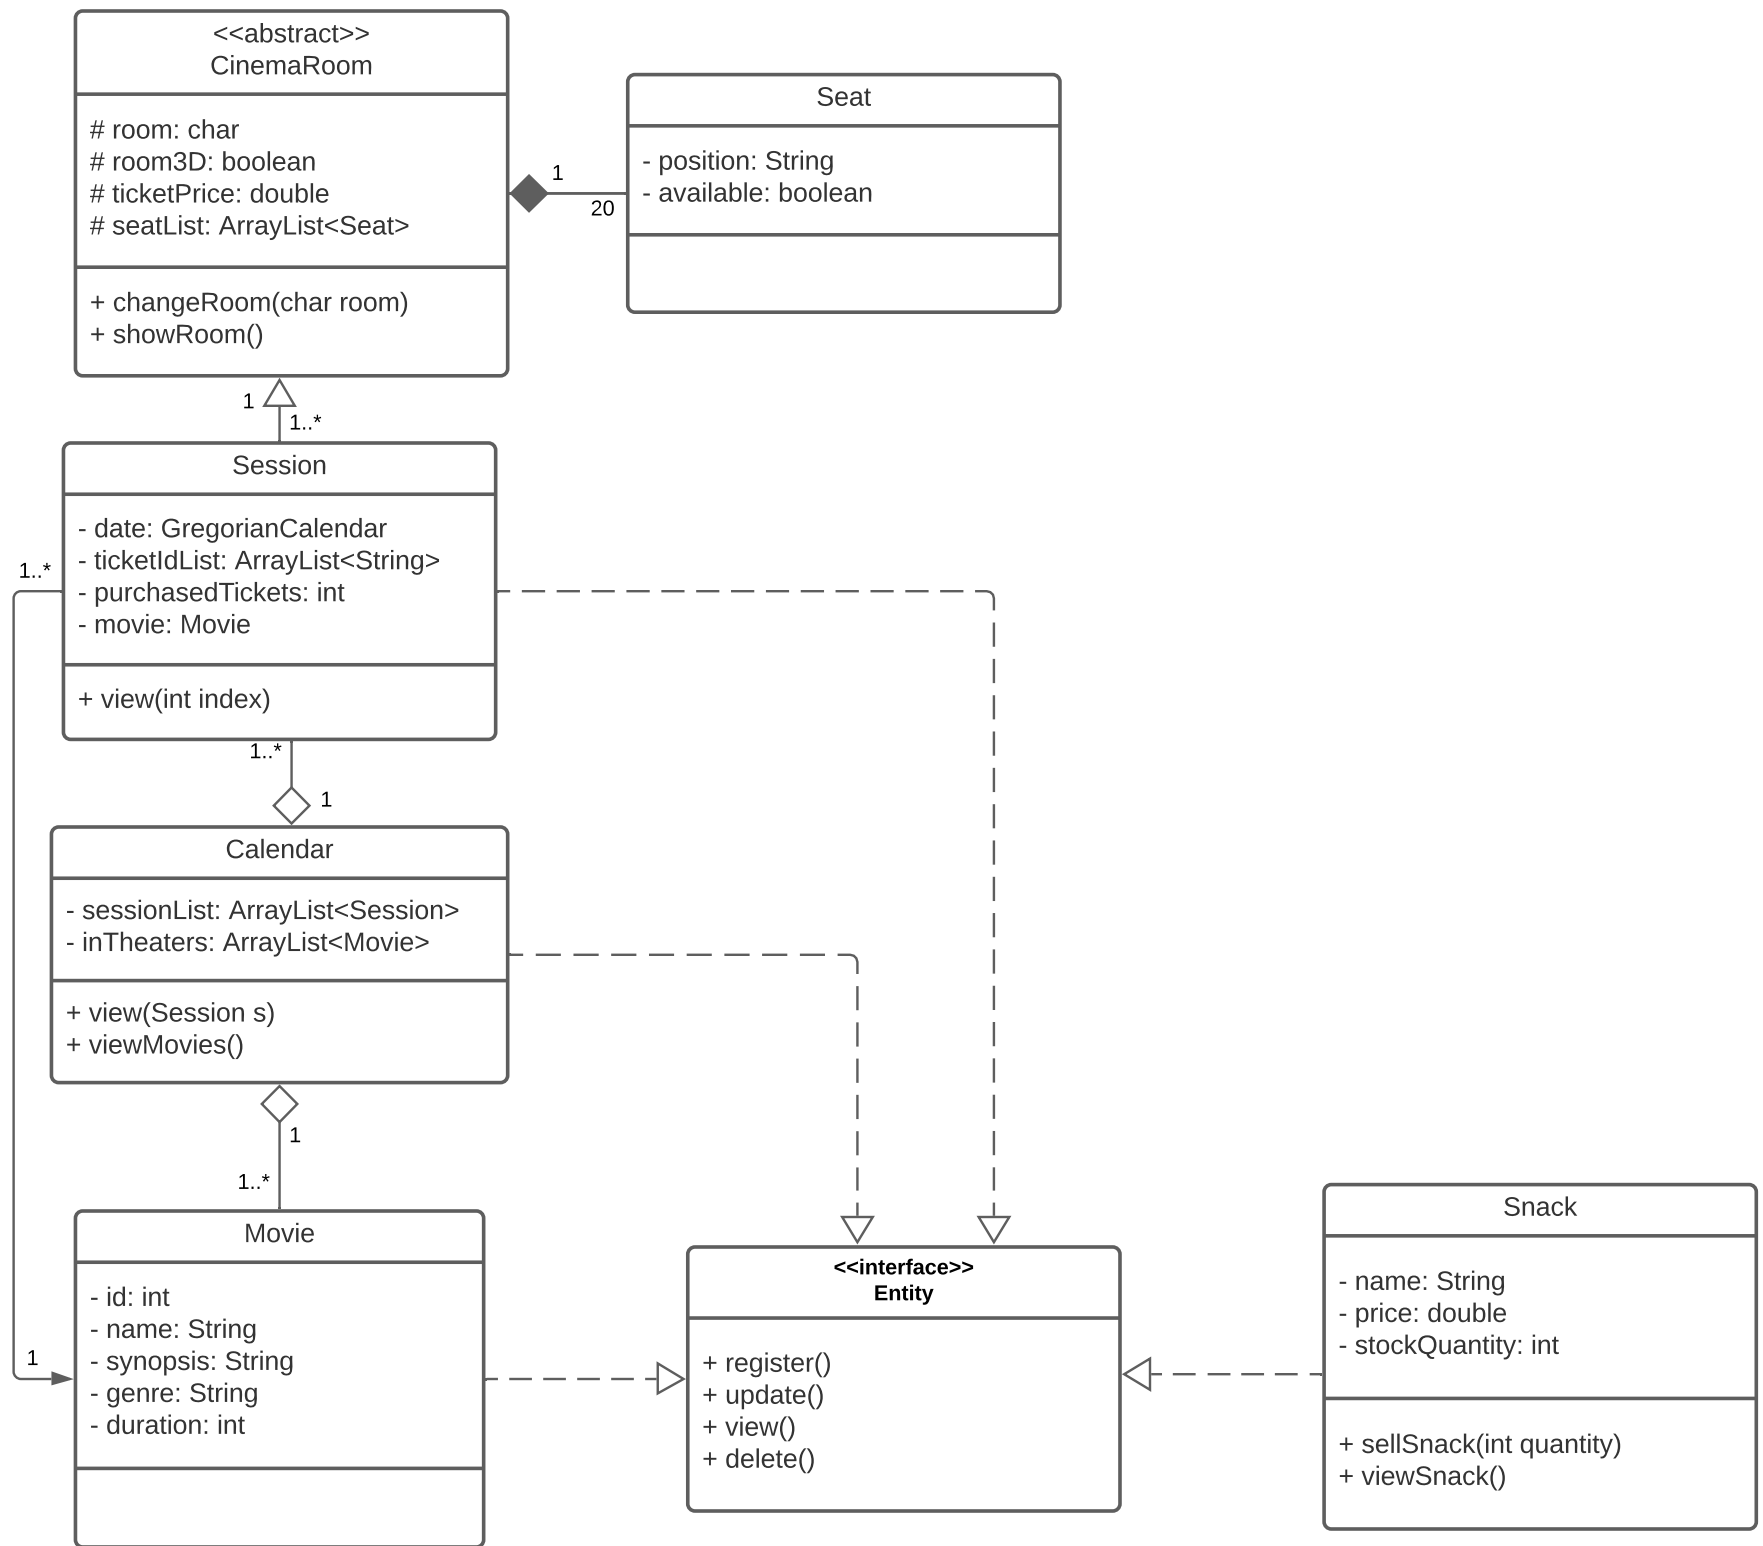 <<abstract>>
CinemaRoom
# room: char
# room3D: boolean
# ticketPrice: double
# seatList: ArrayList<Seat>
+ changeRoom(char room)
+ showRoom()
1
20
Seat
- position: String
- available: boolean
1
1..*
Session
- date: GregorianCalendar
- ticketIdList: ArrayList<String>
- purchasedTickets: int
- movie: Movie
+ view(int index)
1..*
1..*
1
Calendar
- sessionList: ArrayList<Session>
- inTheaters: ArrayList<Movie>
+ view(Session s)
+ viewMovies()
1
1..*
Movie
- id: int
- name: String
- synopsis: String
- genre: String
- duration: int
1
<<interface>>
Entity
+ register()
+ update()
+ view()
+ delete()
Snack
- name: String
- price: double
- stockQuantity: int
+ sellSnack(int quantity)
+ viewSnack()